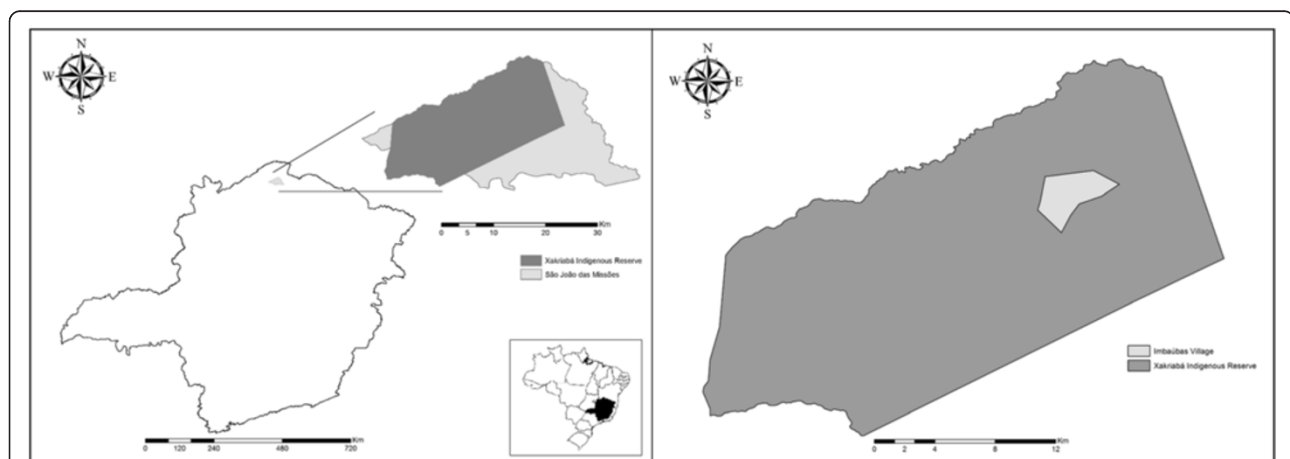 N
W E
S
Km
0 5 10 20 30
Xakriabá Indigenous Reserve
São João das Missões
Km
0 120 240 480 720
N
W E
S
Imbaúbas Village
Xakriabá Indigenous Reserve
Km
0 2 4 8 12